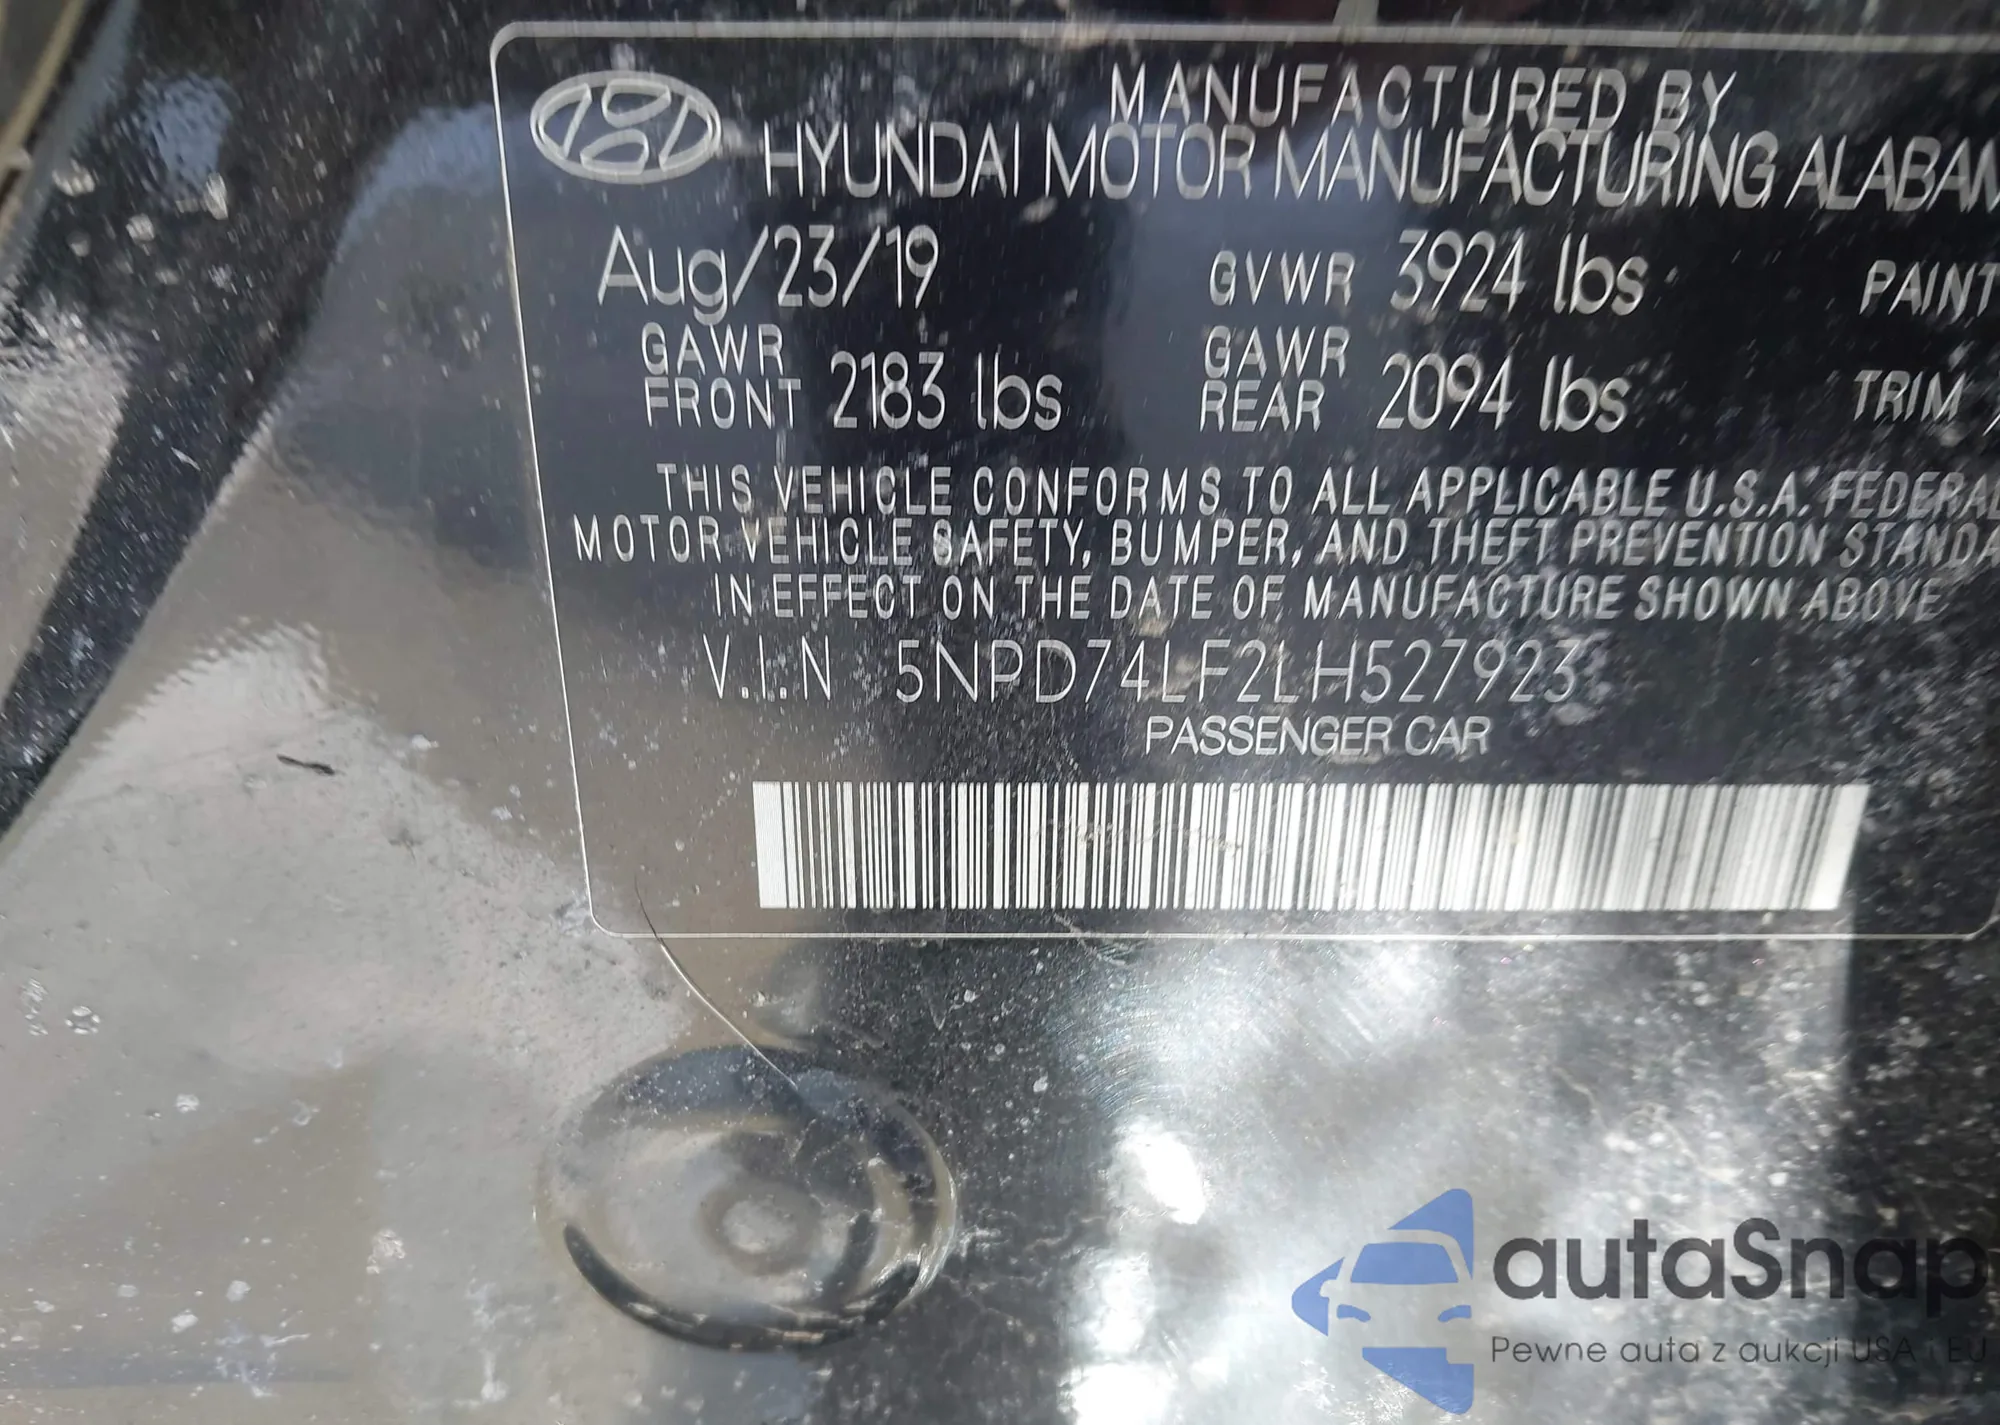 MANUFACTURED BY
HYUNDAI MOTOR MANUFACTURING ALABAM
Aug/23/19 GVWR 3924 lbs PAINT
GAWR FRONT 2183 lbs GAWR REAR 2094 lbs TRIM
THIS VEHICLE CONFORMS TO ALL APPLICABLE U.S.A. FEDERAL
MOTOR VEHICLE SAFETY, BUMPER, AND THEFT PREVENTION STANDA
IN EFFECT ON THE DATE OF MANUFACTURE SHOWN ABOVE
V.I.N 5NPD74LF2LH527923
PASSENGER CAR
autaSnap
Pewne auta z aukcji USA i EU